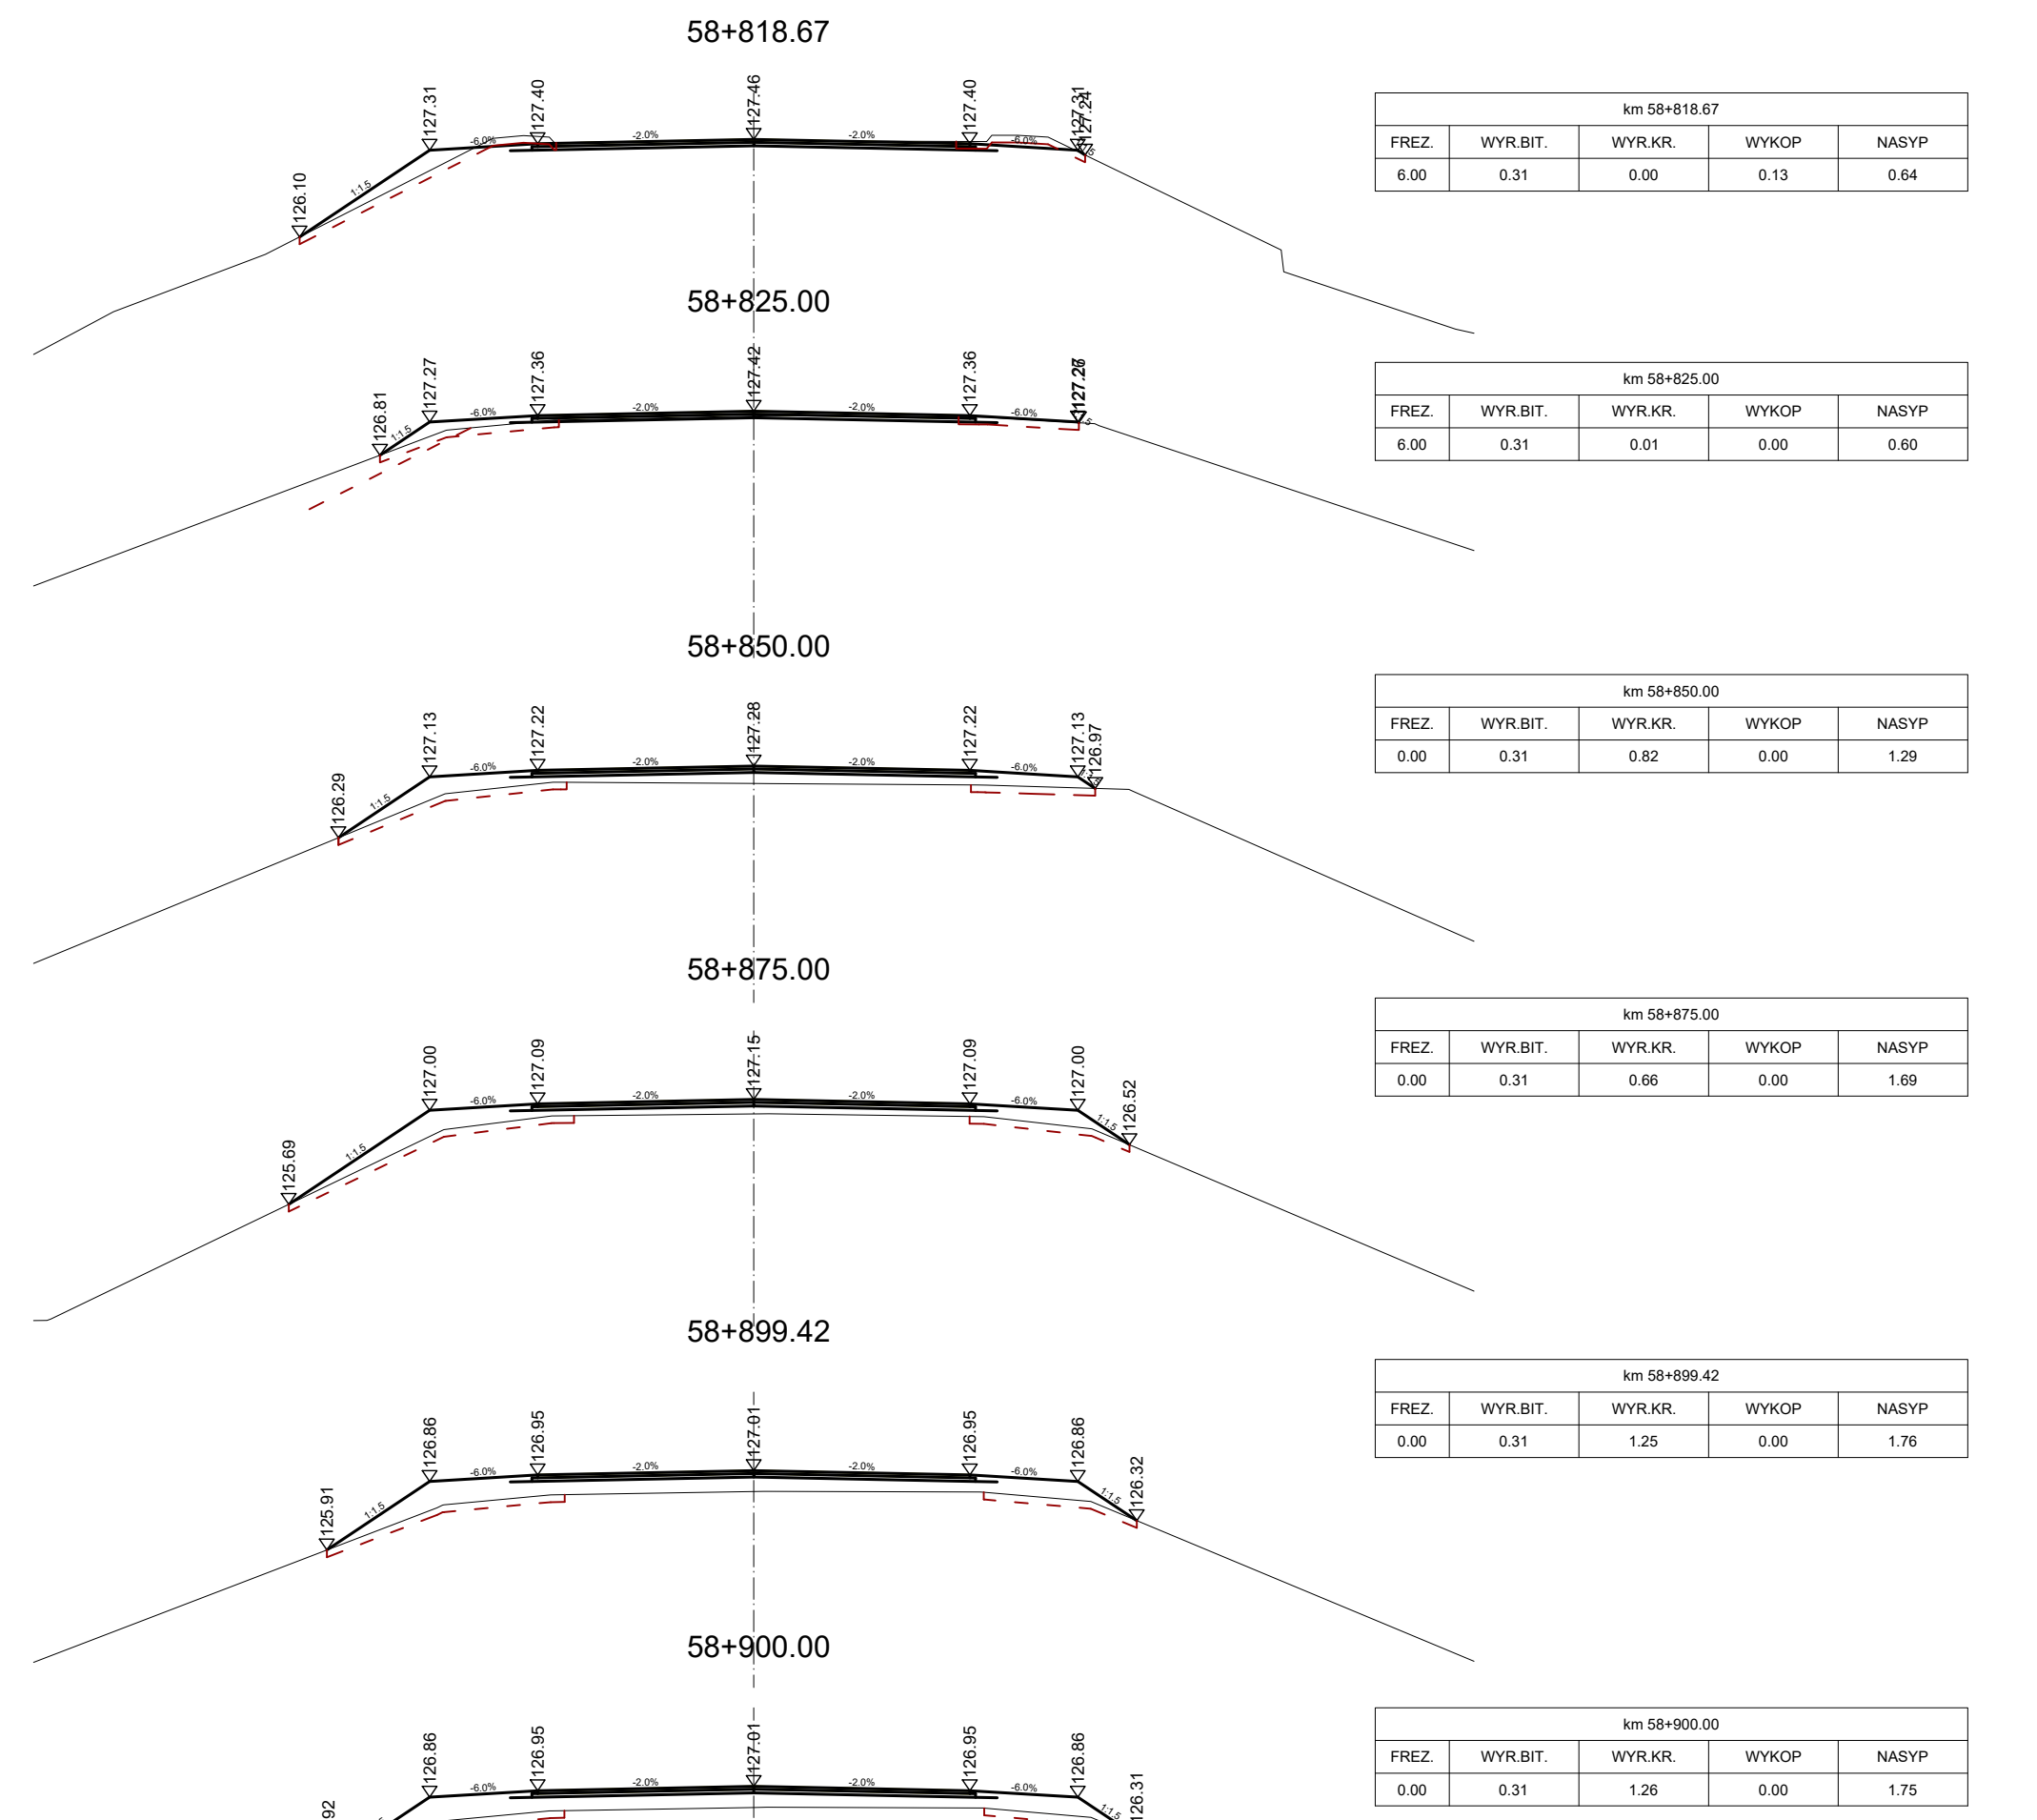 58+818.67
127.31 127.40 127.46 127.40 127.31 127.24
-6.0% -2.0% -2.0% -6.0%
126.10 1:1.5
km 58+818.67
FREZ. WYR.BIT. WYR.KR. WYKOP NASYP
6.00 0.31 0.00 0.13 0.64
58+825.00
126.81 127.27 127.36 127.42 127.36 127.27
1:1.5 -6.0% -2.0% -2.0% -6.0%
km 58+825.00
FREZ. WYR.BIT. WYR.KR. WYKOP NASYP
6.00 0.31 0.01 0.00 0.60
58+850.00
126.29 127.13 127.22 127.28 127.22 127.13 126.97
1:1.5 -6.0% -2.0% -2.0% -6.0%
km 58+850.00
FREZ. WYR.BIT. WYR.KR. WYKOP NASYP
0.00 0.31 0.82 0.00 1.29
58+875.00
125.69 127.00 127.09 127.15 127.09 127.00 126.52
1:1.5 -6.0% -2.0% -2.0% -6.0% 1:1.5
km 58+875.00
FREZ. WYR.BIT. WYR.KR. WYKOP NASYP
0.00 0.31 0.66 0.00 1.69
58+899.42
125.91 126.86 126.95 127.01 126.95 126.86 126.32
1:1.5 -6.0% -2.0% -2.0% -6.0% 1:1.5
km 58+899.42
FREZ. WYR.BIT. WYR.KR. WYKOP NASYP
0.00 0.31 1.25 0.00 1.76
58+900.00
92 126.86 126.95 127.01 126.95 126.86 126.31
-6.0% -2.0% -2.0% -6.0% 1:1.5
km 58+900.00
FREZ. WYR.BIT. WYR.KR. WYKOP NASYP
0.00 0.31 1.26 0.00 1.75